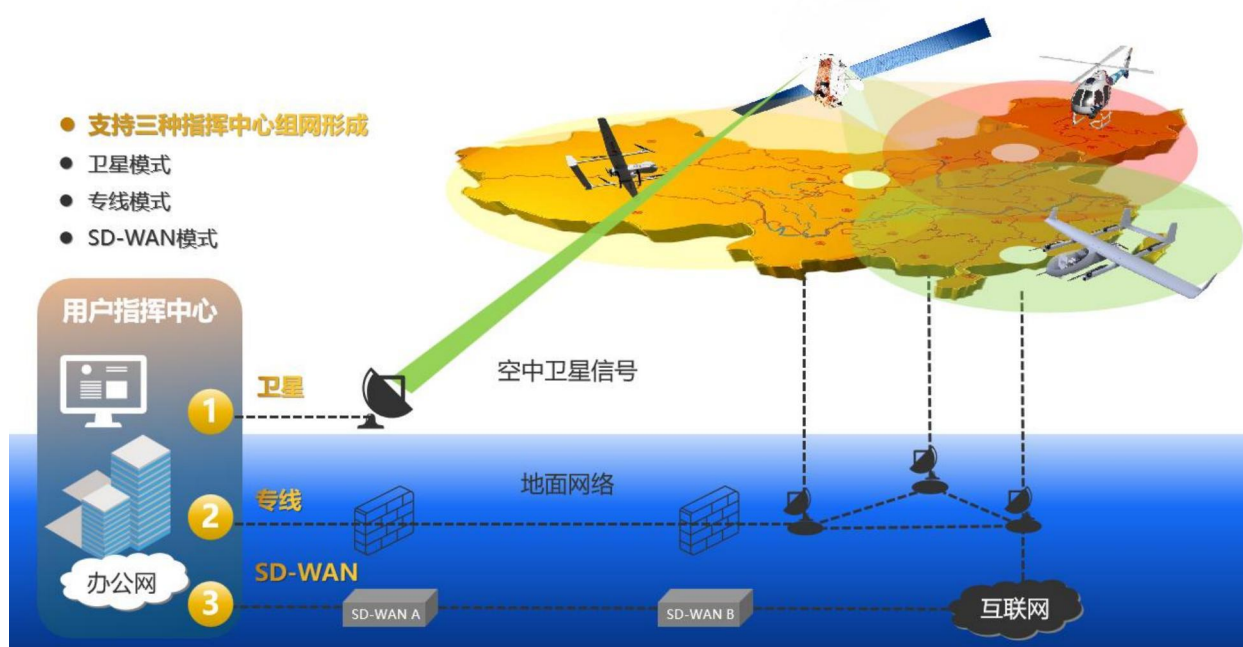 支持三种指挥中心组网形成
卫星模式
专线模式
SD-WAN模式
用户指挥中心
1
卫星
空中卫星信号
地面网络
2
专线
办公网
3
SD-WAN
SD-WAN A
SD-WAN B
互联网